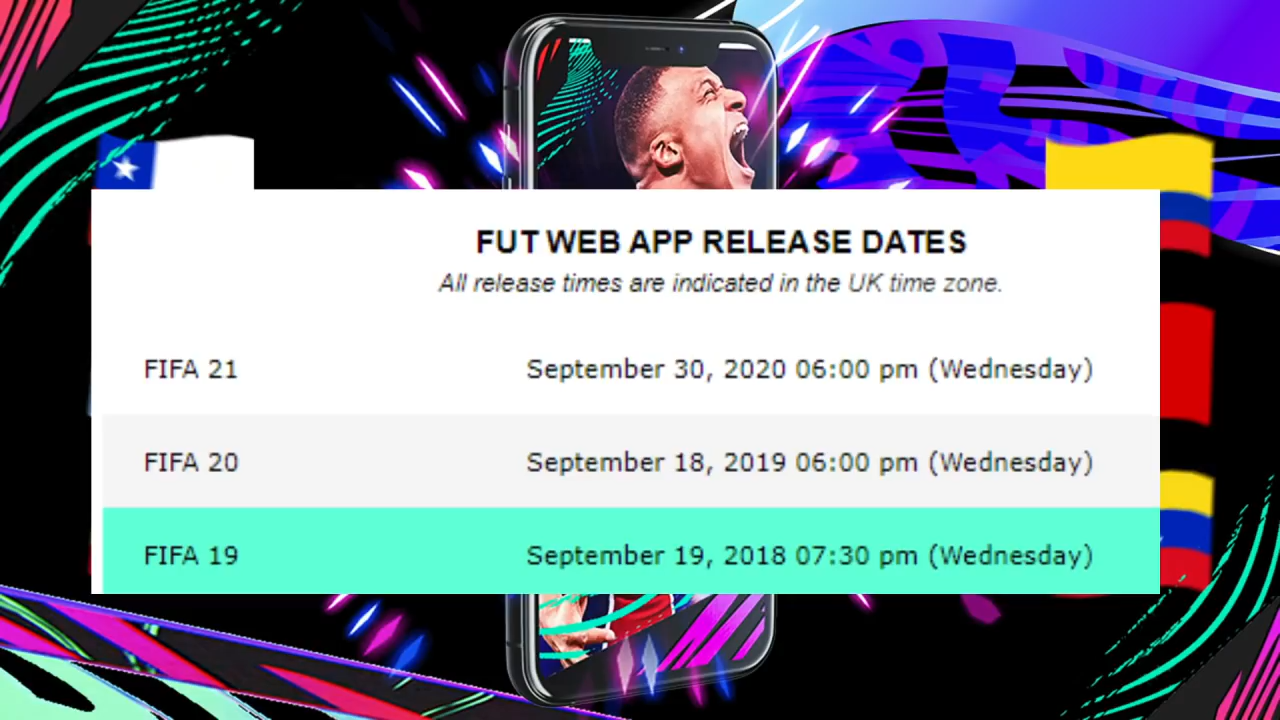 FUT WEB APP RELEASE DATES
All release times are indicated in the UK time zone.
FIFA 21 September 30, 2020 06:00 pm (Wednesday)
FIFA 20 September 18, 2019 06:00 pm (Wednesday)
FIFA 19 September 19, 2018 07:30 pm (Wednesday)